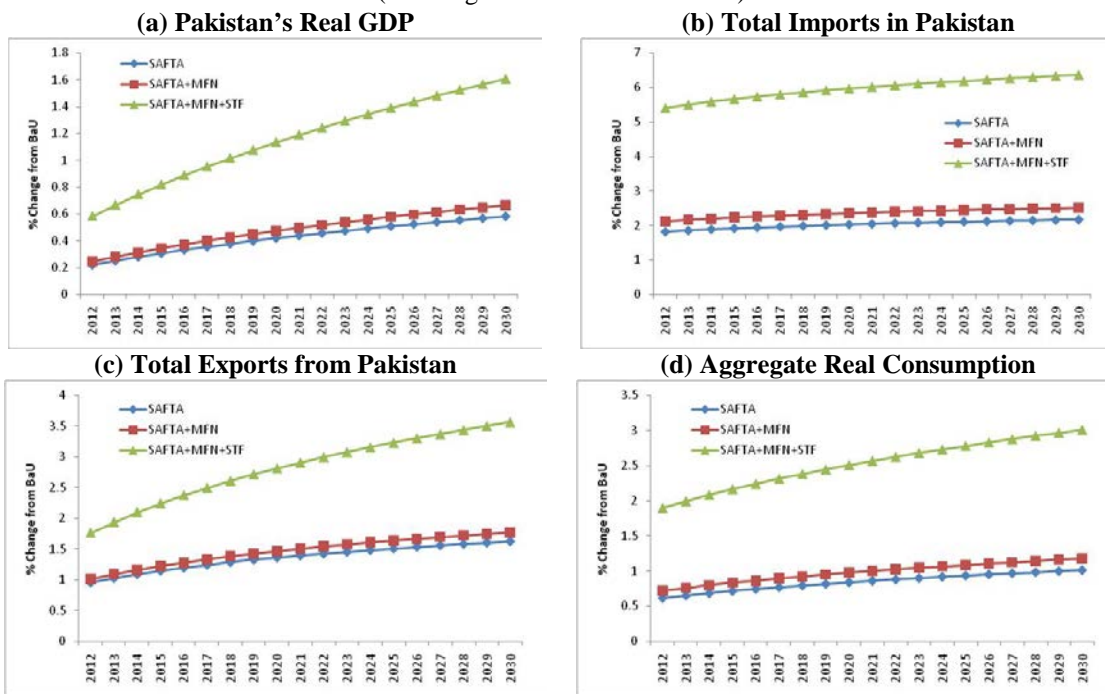 (a) Pakistan's Real GDP
1.8
1.6
1.4
1.2
1
0.8
0.6
0.4
0.2
0
% Change from BaU
SAFTA
SAFTA+MFN
SAFTA+MFN+STF
2012 2013 2014 2015 2016 2017 2018 2019 2020 2021 2022 2023 2024 2025 2026 2027 2028 2029 2030
(b) Total Imports in Pakistan
7
6
5
4
3
2
1
0
% Change from BaU
SAFTA
SAFTA+MFN
SAFTA+MFN+STF
2012 2013 2014 2015 2016 2017 2018 2019 2020 2021 2022 2023 2024 2025 2026 2027 2028 2029 2030
(c) Total Exports from Pakistan
4
3.5
3
2.5
2
1.5
1
0.5
0
% Change from BaU
SAFTA
SAFTA+MFN
SAFTA+MFN+STF
2012 2013 2014 2015 2016 2017 2018 2019 2020 2021 2022 2023 2024 2025 2026 2027 2028 2029 2030
(d) Aggregate Real Consumption
3.5
3
2.5
2
1.5
1
0.5
0
% Change from BaU
SAFTA
SAFTA+MFN
SAFTA+MFN+STF
2012 2013 2014 2015 2016 2017 2018 2019 2020 2021 2022 2023 2024 2025 2026 2027 2028 2029 2030